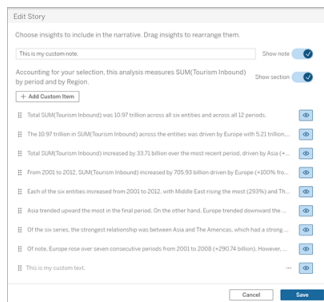 Edit Story
Choose insights to include in the narrative. Drag insights to rearrange them.
This is my custom note.
Show note
Accounting for your selection, this analysis measures SUM(Tourism Inbound)
by period and by Region.
Show section
+ Add Custom Item
Total SUM(Tourism Inbound) was 10.97 trillion across all six entities and across all 12 periods.
The 10.97 trillion in SUM(Tourism Inbound) across the entities was driven by Europe with 5.21 trillion...
Total SUM(Tourism Inbound) increased by 33.71 billion over the most recent period, driven by Asia (+...
From 2001 to 2012, SUM(Tourism Inbound) increased by 705.93 billion driven by Europe (+100% fro...
Each of the six entities increased from 2001 to 2012, with Middle East rising the most (293%) and Th...
Asia trended upward the most in the final period. On the other hand, Europe trended downward the ...
Of the six series, the strongest relationship was between Asia and The Americas, which had a strong ...
Of note, Europe rose over seven consecutive periods from 2001 to 2008 (+290.74 billion). However, ...
This is my custom text.
Cancel
Save